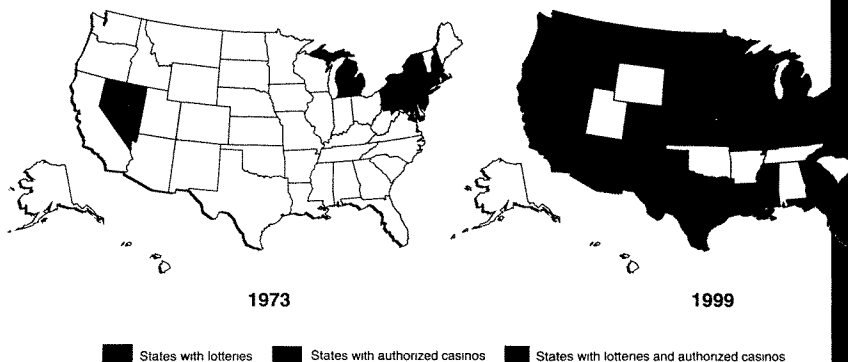 1973
1999
States with lotteries
States with authorized casinos
States with lotteries and authorized casinos